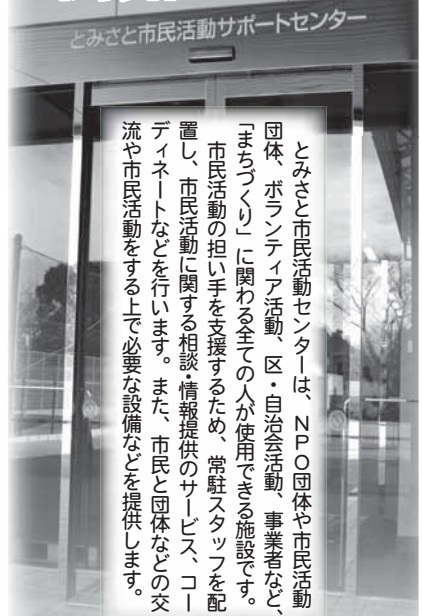 とみさと市民活動サポートセンター
とみさと市民活動センターは、ＮＰＯ団体や市民活動
団体、ボランティア活動、区・自治会活動、事業者など、
「まちづくり」に関わる全ての人が使用できる施設です。
市民活動の担い手を支援するため、常駐スタッフを配
置し、市民活動に関する相談・情報提供のサービス、コー
ディネートなどを行います。また、市民と団体などの交
流や市民活動をする上で必要な設備などを提供します。